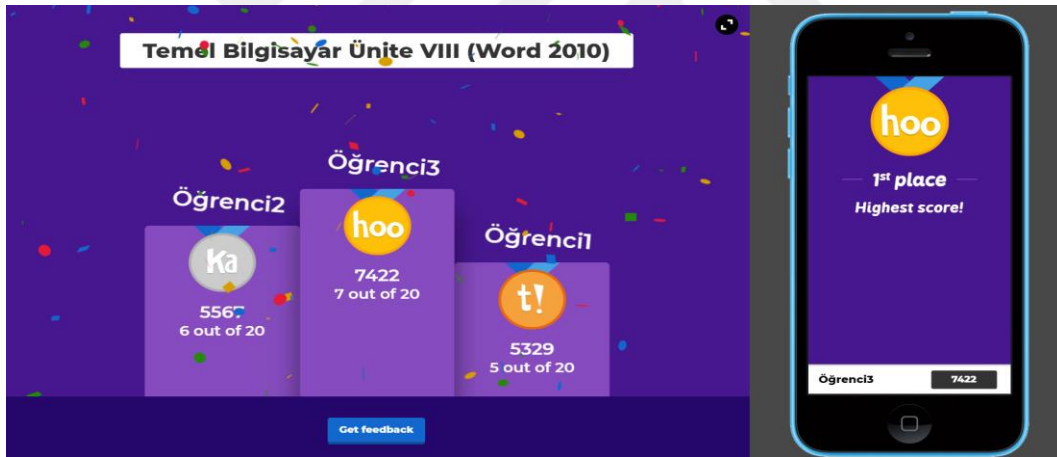 Temel Bilgisayar Ünite VIII (Word 2010)
Öğrenci3
hoo
7422
7 out of 20
Öğrenci2
Ka
5567
6 out of 20
Öğrenci1
t!
5329
5 out of 20
Get feedback
hoo
1st place
Highest score!
Öğrenci3 7422